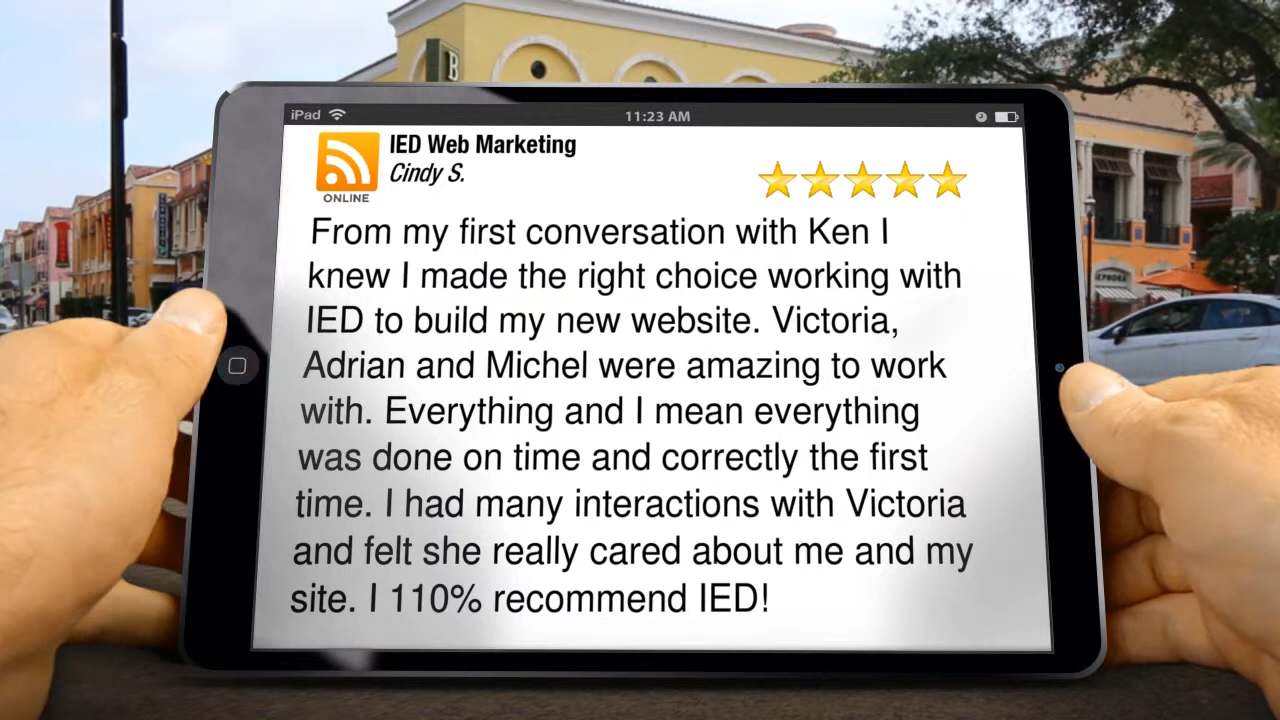 iPad
11:23 AM
IED Web Marketing
Cindy S.
ONLINE
From my first conversation with Ken I
knew I made the right choice working with
IED to build my new website. Victoria,
Adrian and Michel were amazing to work
with. Everything and I mean everything
was done on time and correctly the first
time. I had many interactions with Victoria
and felt she really cared about me and my
site. I 110% recommend IED!
B